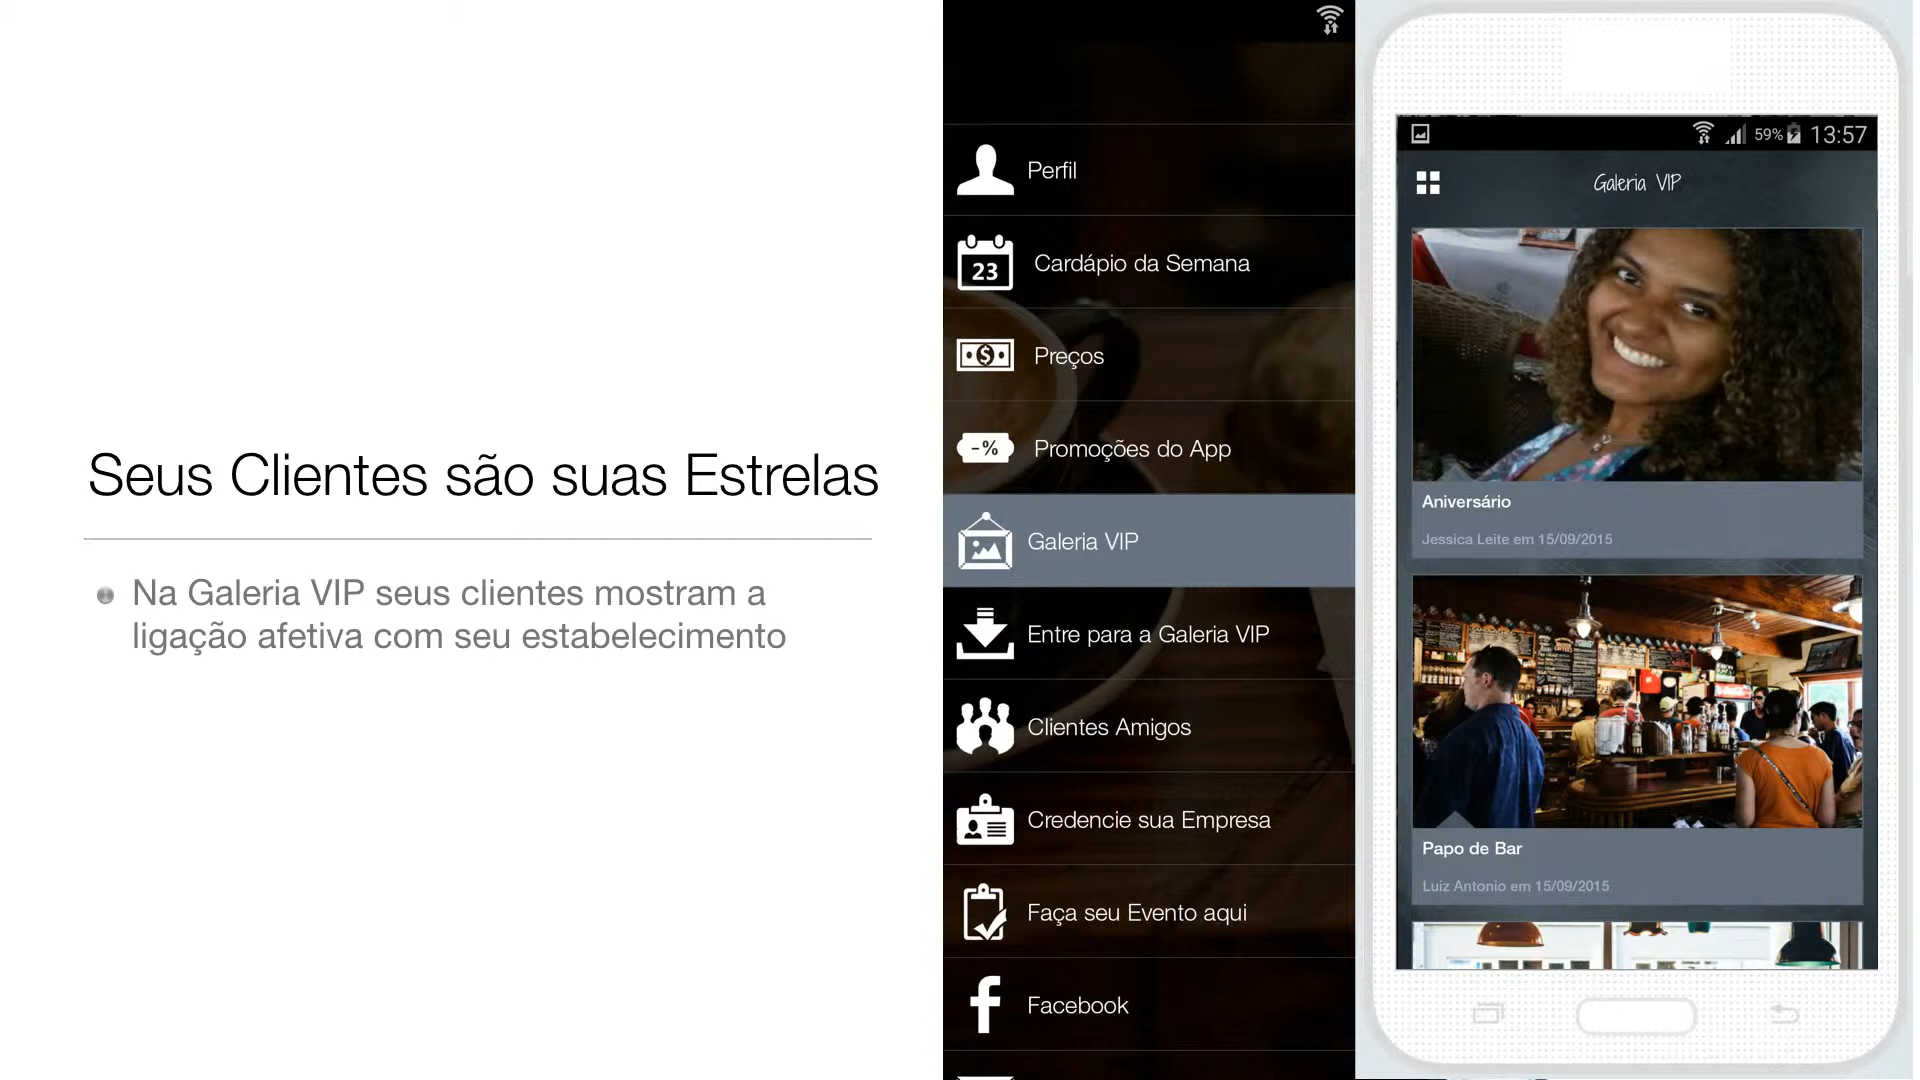 Seus Clientes são suas Estrelas
Na Galeria VIP seus clientes mostram a
ligação afetiva com seu estabelecimento
Perfil
23
Cardápio da Semana
Preços
-%
Promoções do App
Galeria VIP
Entre para a Galeria VIP
Clientes Amigos
Credencie sua Empresa
Faça seu Evento aqui
Facebook
59% 13:57
Galeria VIP
Aniversário
Jessica Leite em 15/09/2015
Papo de Bar
Luiz Antonio em 15/09/2015